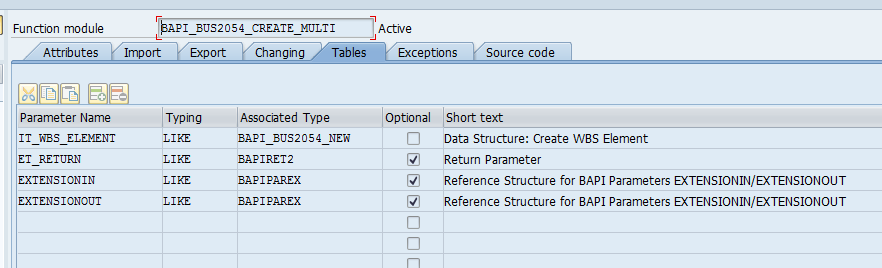 Function module BAPI_BUS2054_CREATE_MULTI Active
Attributes Import Export Changing Tables Exceptions Source code
Parameter Name Typing Associated Type Optional Short text
IT_WBS_ELEMENT LIKE BAPI_BUS2054_NEW Data Structure: Create WBS Element
ET_RETURN LIKE BAPIRET2 Return Parameter
EXTENSIONIN LIKE BAPIPAREX Reference Structure for BAPI Parameters EXTENSIONIN/EXTENSIONOUT
EXTENSIONOUT LIKE BAPIPAREX Reference Structure for BAPI Parameters EXTENSIONIN/EXTENSIONOUT